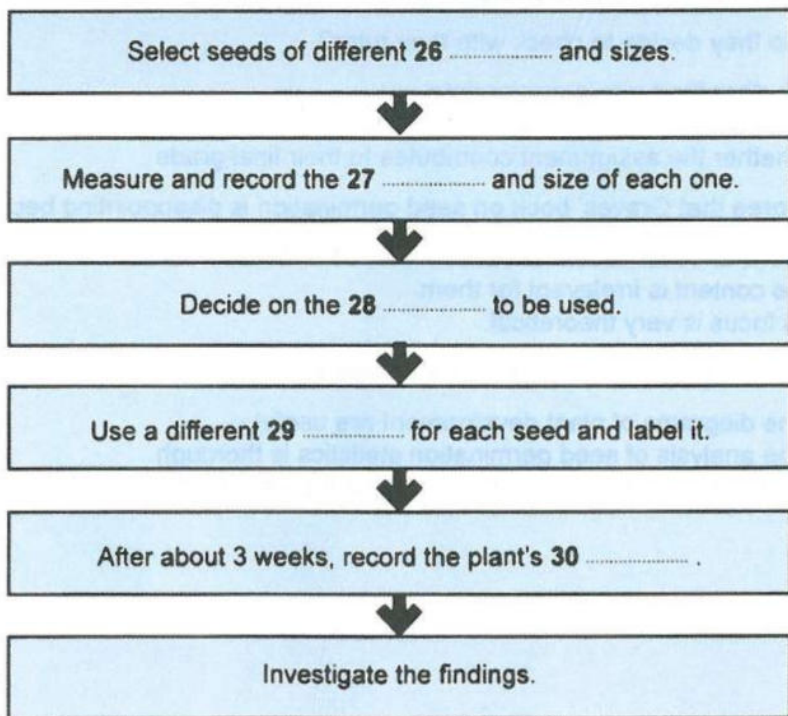 Select seeds of different 26 .................... and sizes.
Measure and record the 27 .................... and size of each one.
Decide on the 28 .................... to be used.
Use a different 29 .................... for each seed and label it.
After about 3 weeks, record the plant's 30 .................... .
Investigate the findings.